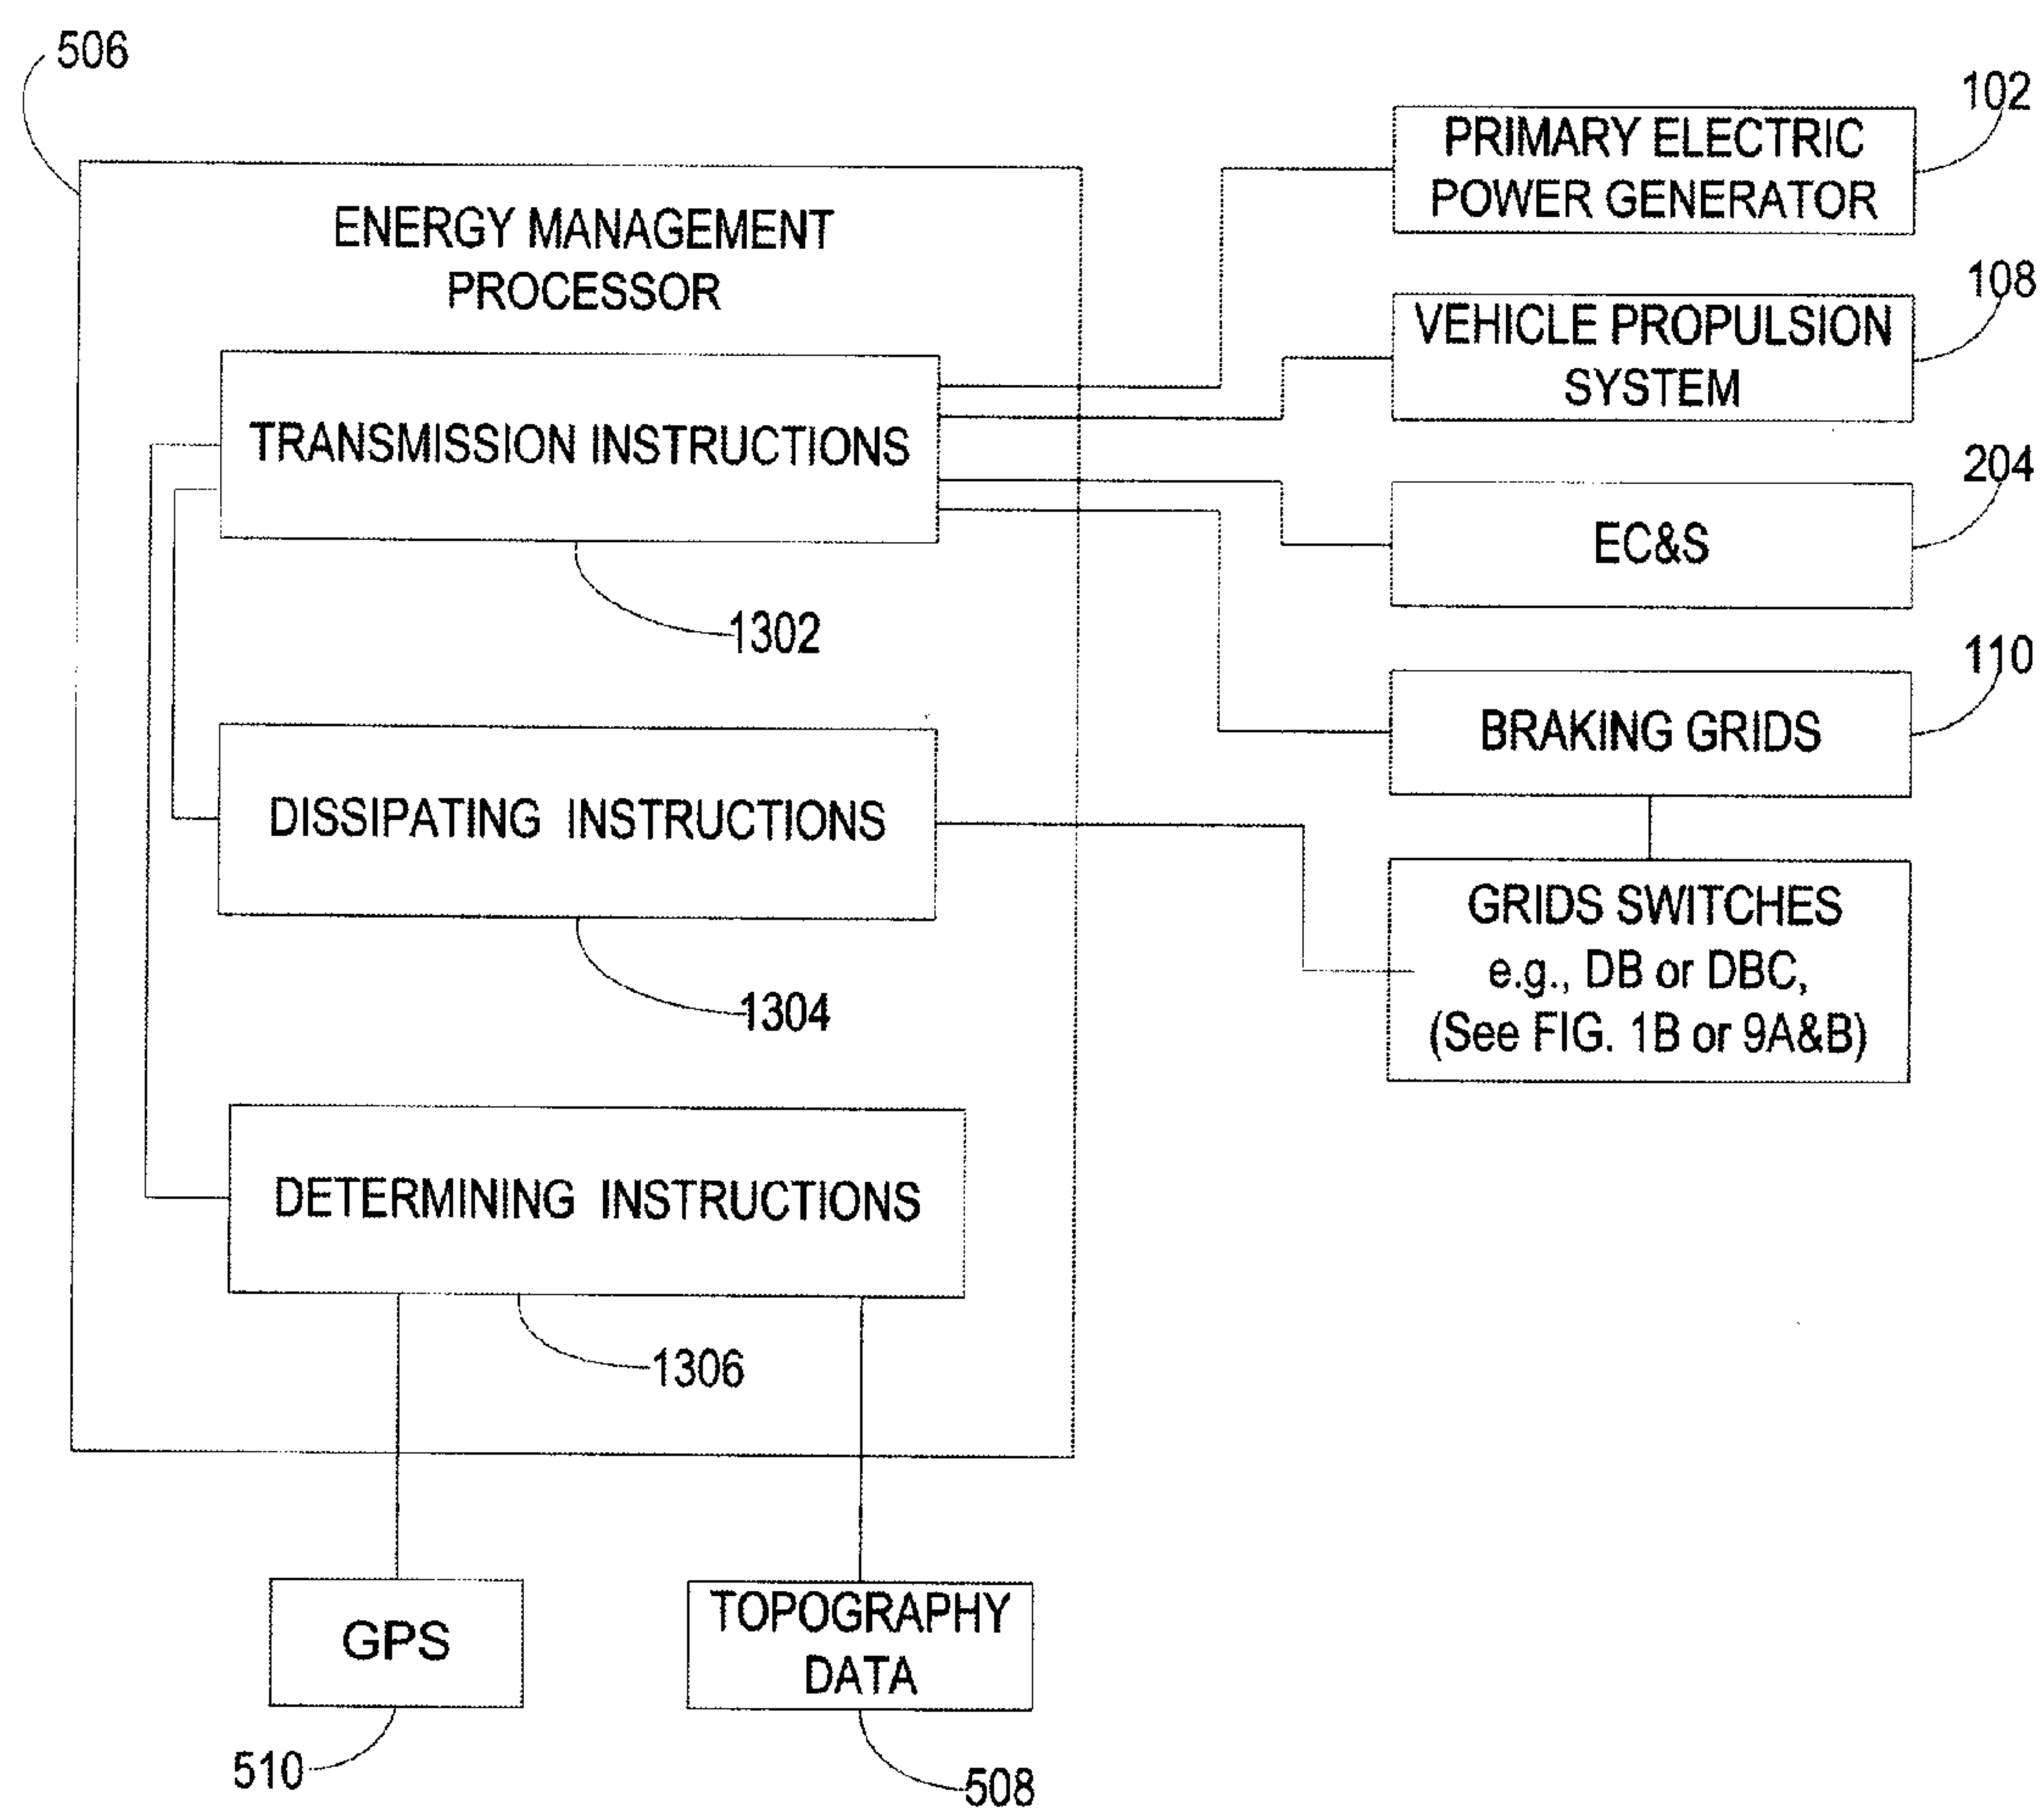 506
ENERGY MANAGEMENT
PROCESSOR
TRANSMISSION INSTRUCTIONS
1302
DISSIPATING INSTRUCTIONS
1304
DETERMINING INSTRUCTIONS
1306
GPS
510
TOPOGRAPHY
DATA
508
102
PRIMARY ELECTRIC
POWER GENERATOR
108
VEHICLE PROPULSION
SYSTEM
204
EC&S
110
BRAKING GRIDS
GRIDS SWITCHES
e.g., DB or DBC,
(See FIG. 1B or 9A&B)